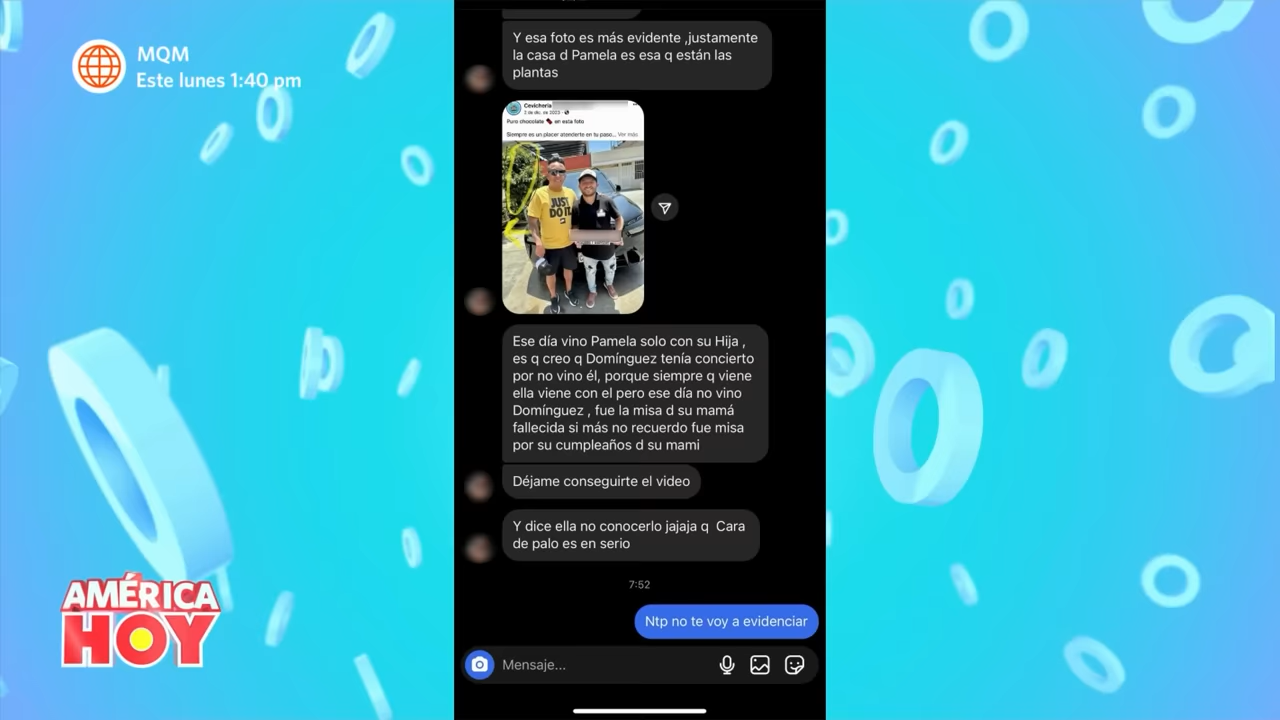 MQM
Este lunes 1:40 pm
Y esa foto es más evidente ,justamente
la casa d Pamela es esa q están las
plantas
Cevichería
2 de dic. de 2023
Puro chocolate en esta foto
Siempre es un placer atenderte en tu paso... Ver más
JUST
DO IT.
Ese día vino Pamela solo con su Hija ,
es q creo q Domínguez tenía concierto
por no vino él, porque siempre q viene
ella viene con el pero ese día no vino
Domínguez , fue la misa d su mamá
fallecida si más no recuerdo fue misa
por su cumpleaños d su mami
Déjame conseguirte el video
Y dice ella no conocerlo jajaja q Cara
de palo es en serio
7:52
Ntp no te voy a evidenciar
Mensaje...
AMÉRICA
HOY